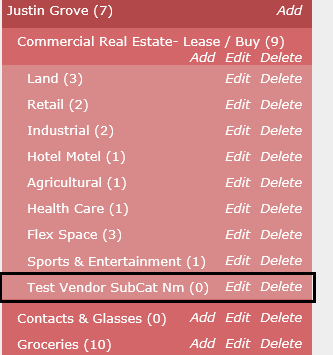 Justin Grove (7) Add
Commercial Real Estate- Lease / Buy (9)
Add Edit Delete
Land (3) Edit Delete
Retail (2) Edit Delete
Industrial (2) Edit Delete
Hotel Motel (1) Edit Delete
Agricultural (1) Edit Delete
Health Care (1) Edit Delete
Flex Space (3) Edit Delete
Sports & Entertainment (1) Edit Delete
Test Vendor SubCat Nm (0) Edit Delete
Contacts & Glasses (0) Add Edit Delete
Groceries (10) Add Edit Delete